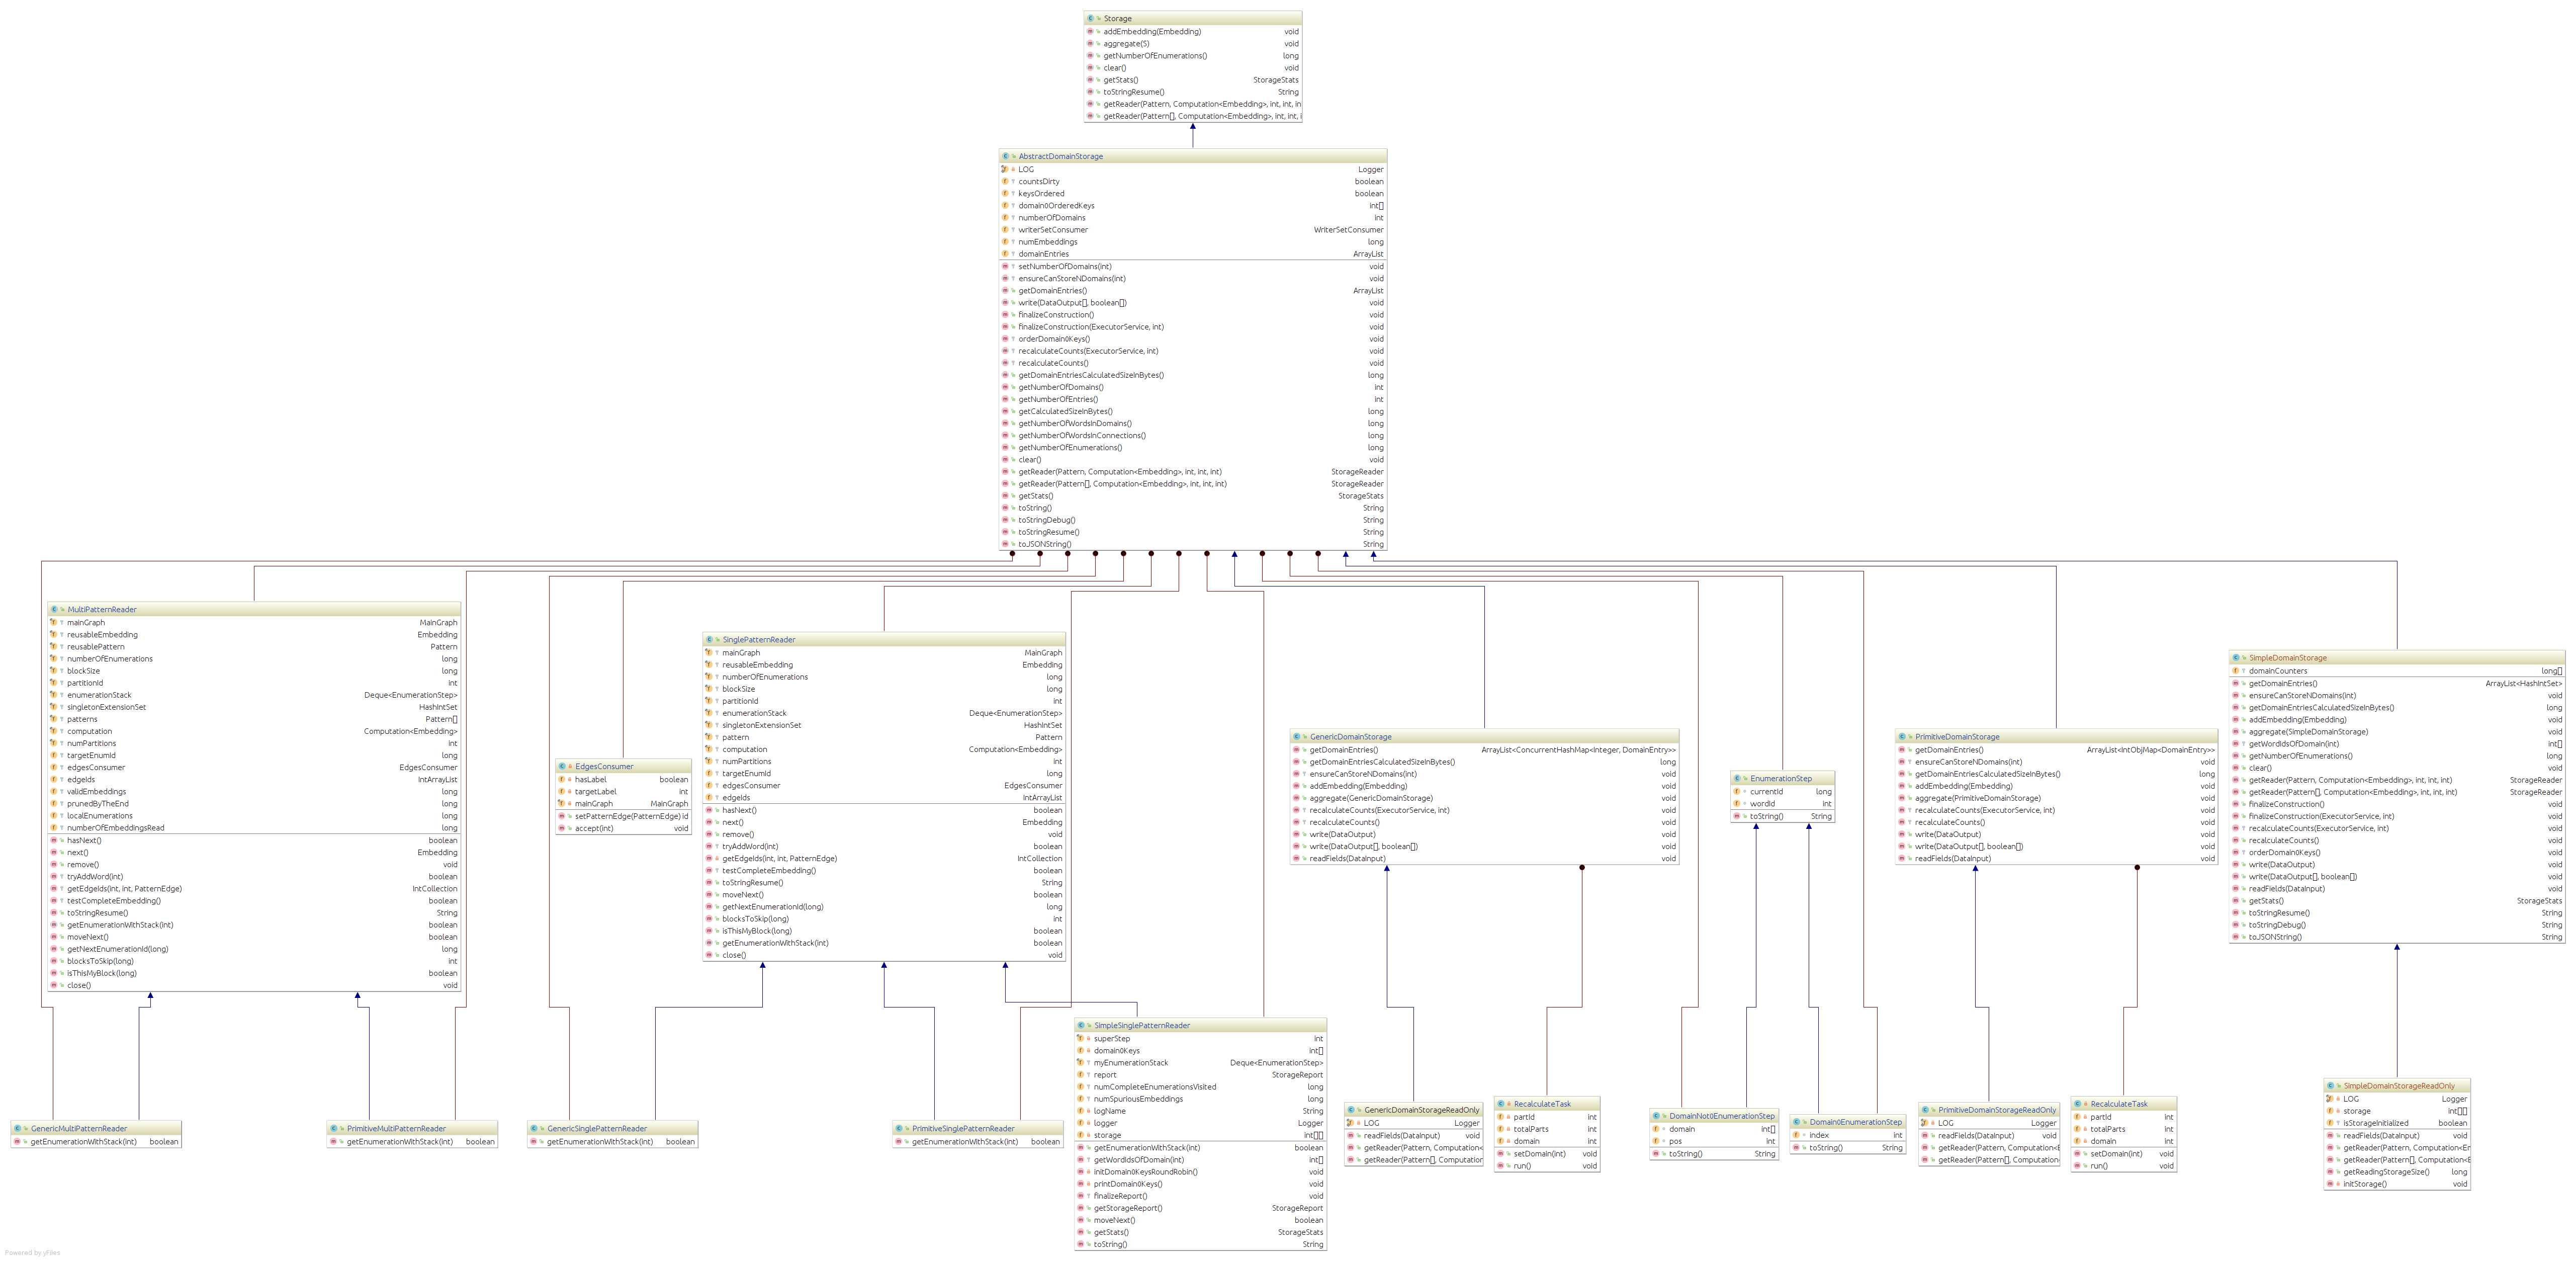 Storage
addEmbedding(Embedding) void
aggregate(S) void
getNumberOfEnumerations() long
clear() void
getStats() StorageStats
toStringResume() String
getReader(Pattern, Computation<Embedding>, int, int, in
getReader(Pattern[], Computation<Embedding>, int, int, i
AbstractDomainStorage
LOG Logger
countsDirty boolean
keysOrdered boolean
domain0OrderedKeys int[]
numberOfDomains int
writerSetConsumer WriterSetConsumer
numEmbeddings long
domainEntries ArrayList
setNumberOfDomains(int) void
ensureCanStoreNDomains(int) void
getDomainEntries() ArrayList
write(DataOutput[], boolean[]) void
finalizeConstruction() void
finalizeConstruction(ExecutorService, int) void
orderDomain0Keys() void
recalculateCounts(ExecutorService, int) void
recalculateCounts() void
getDomainEntriesCalculatedSizeInBytes() long
getNumberOfDomains() int
getNumberOfEntries() int
getCalculatedSizeInBytes() long
getNumberOfWordsInDomains() long
getNumberOfWordsInConnections() long
getNumberOfEnumerations() long
clear() void
getReader(Pattern, Computation<Embedding>, int, int, int) StorageReader
getReader(Pattern[], Computation<Embedding>, int, int, int) StorageReader
getStats() StorageStats
toString() String
toStringDebug() String
toStringResume() String
toJSONString() String
MultiPatternReader
mainGraph MainGraph
reusableEmbedding Embedding
reusablePattern Pattern
numberOfEnumerations long
blockSize long
partitionId int
enumerationStack Deque<EnumerationStep>
singletonExtensionSet HashIntSet
patterns Pattern[]
computation Computation<Embedding>
numPartitions int
targetEnumId long
edgesConsumer EdgesConsumer
edgeIds IntArrayList
validEmbeddings long
prunedByTheEnd long
localEnumerations long
numberOfEmbeddingsRead long
hasNext() boolean
next() Embedding
remove() void
tryAddWord(int) boolean
getEdgeIds(int, int, PatternEdge) IntCollection
testCompleteEmbedding() boolean
toStringResume() String
getEnumerationWithStack(int) boolean
moveNext() boolean
getNextEnumerationId(long) long
blocksToSkip(long) int
isThisMyBlock(long) boolean
close() void
SinglePatternReader
mainGraph MainGraph
reusableEmbedding Embedding
numberOfEnumerations long
blockSize long
partitionId int
enumerationStack Deque<EnumerationStep>
singletonExtensionSet HashIntSet
pattern Pattern
computation Computation<Embedding>
numPartitions int
targetEnumId long
edgesConsumer EdgesConsumer
edgeIds IntArrayList
hasNext() boolean
next() Embedding
remove() void
tryAddWord(int) boolean
getEdgeIds(int, int, PatternEdge) IntCollection
testCompleteEmbedding() boolean
toStringResume() String
moveNext() boolean
getNextEnumerationId(long) long
blocksToSkip(long) int
isThisMyBlock(long) boolean
getEnumerationWithStack(int) boolean
close() void
EdgesConsumer
hasLabel boolean
targetLabel int
mainGraph MainGraph
setPatternEdge(PatternEdge) id
accept(int) void
GenericDomainStorage
getDomainEntries() ArrayList<ConcurrentHashMap<Integer, DomainEntry>>
getDomainEntriesCalculatedSizeInBytes() long
ensureCanStoreNDomains(int) void
addEmbedding(Embedding) void
aggregate(GenericDomainStorage) void
recalculateCounts(ExecutorService, int) void
recalculateCounts() void
write(DataOutput) void
write(DataOutput[], boolean[]) void
readFields(DataInput) void
EnumerationStep
currentId long
wordId int
toString() String
PrimitiveDomainStorage
getDomainEntries() ArrayList<IntObjMap<DomainEntry>>
ensureCanStoreNDomains(int) void
getDomainEntriesCalculatedSizeInBytes() long
addEmbedding(Embedding) void
aggregate(PrimitiveDomainStorage) void
recalculateCounts(ExecutorService, int) void
recalculateCounts() void
write(DataOutput) void
write(DataOutput[], boolean[]) void
readFields(DataInput) void
SimpleDomainStorage
domainCounters long[]
getDomainEntries() ArrayList<HashIntSet>
ensureCanStoreNDomains(int) void
getDomainEntriesCalculatedSizeInBytes() long
addEmbedding(Embedding) void
aggregate(SimpleDomainStorage) void
getWordIdsOfDomain(int) int[]
getNumberOfEnumerations() long
clear() void
getReader(Pattern, Computation<Embedding>, int, int, int) StorageReader
getReader(Pattern[], Computation<Embedding>, int, int, int) StorageReader
finalizeConstruction() void
finalizeConstruction(ExecutorService, int) void
recalculateCounts(ExecutorService, int) void
recalculateCounts() void
orderDomain0Keys() void
write(DataOutput) void
write(DataOutput[], boolean[]) void
readFields(DataInput) void
getStats() StorageStats
toStringResume() String
toStringDebug() String
toJSONString() String
GenericMultiPatternReader
getEnumerationWithStack(int) boolean
PrimitiveMultiPatternReader
getEnumerationWithStack(int) boolean
GenericSinglePatternReader
getEnumerationWithStack(int) boolean
PrimitiveSinglePatternReader
getEnumerationWithStack(int) boolean
SimpleSinglePatternReader
superStep int
domain0Keys int[]
myEnumerationStack Deque<EnumerationStep>
report StorageReport
numCompleteEnumerationsVisited long
numSpuriousEmbeddings long
logName String
logger Logger
storage int[][]
getEnumerationWithStack(int) boolean
getWordIdsOfDomain(int) int[]
initDomain0KeysRoundRobin() void
printDomain0Keys() void
finalizeReport() void
getStorageReport() StorageReport
moveNext() boolean
getStats() StorageStats
toString() String
GenericDomainStorageReadOnly
LOG Logger
readFields(DataInput) void
getReader(Pattern, Computation<
getReader(Pattern[], Computation
RecalculateTask
partId int
totalParts int
domain int
setDomain(int) void
run() void
DomainNot0EnumerationStep
domain int[]
pos int
toString() String
Domain0EnumerationStep
index int
toString() String
PrimitiveDomainStorageReadOnly
LOG Logger
readFields(DataInput) void
getReader(Pattern, Computation<E
getReader(Pattern[], Computation
RecalculateTask
partId int
totalParts int
domain int
setDomain(int) void
run() void
SimpleDomainStorageReadOnly
LOG Logger
storage int[][]
isStorageInitialized boolean
readFields(DataInput) void
getReader(Pattern, Computation<Er
getReader(Pattern[], Computation<E
getReadingStorageSize() long
initStorage() void
Powered by yFiles